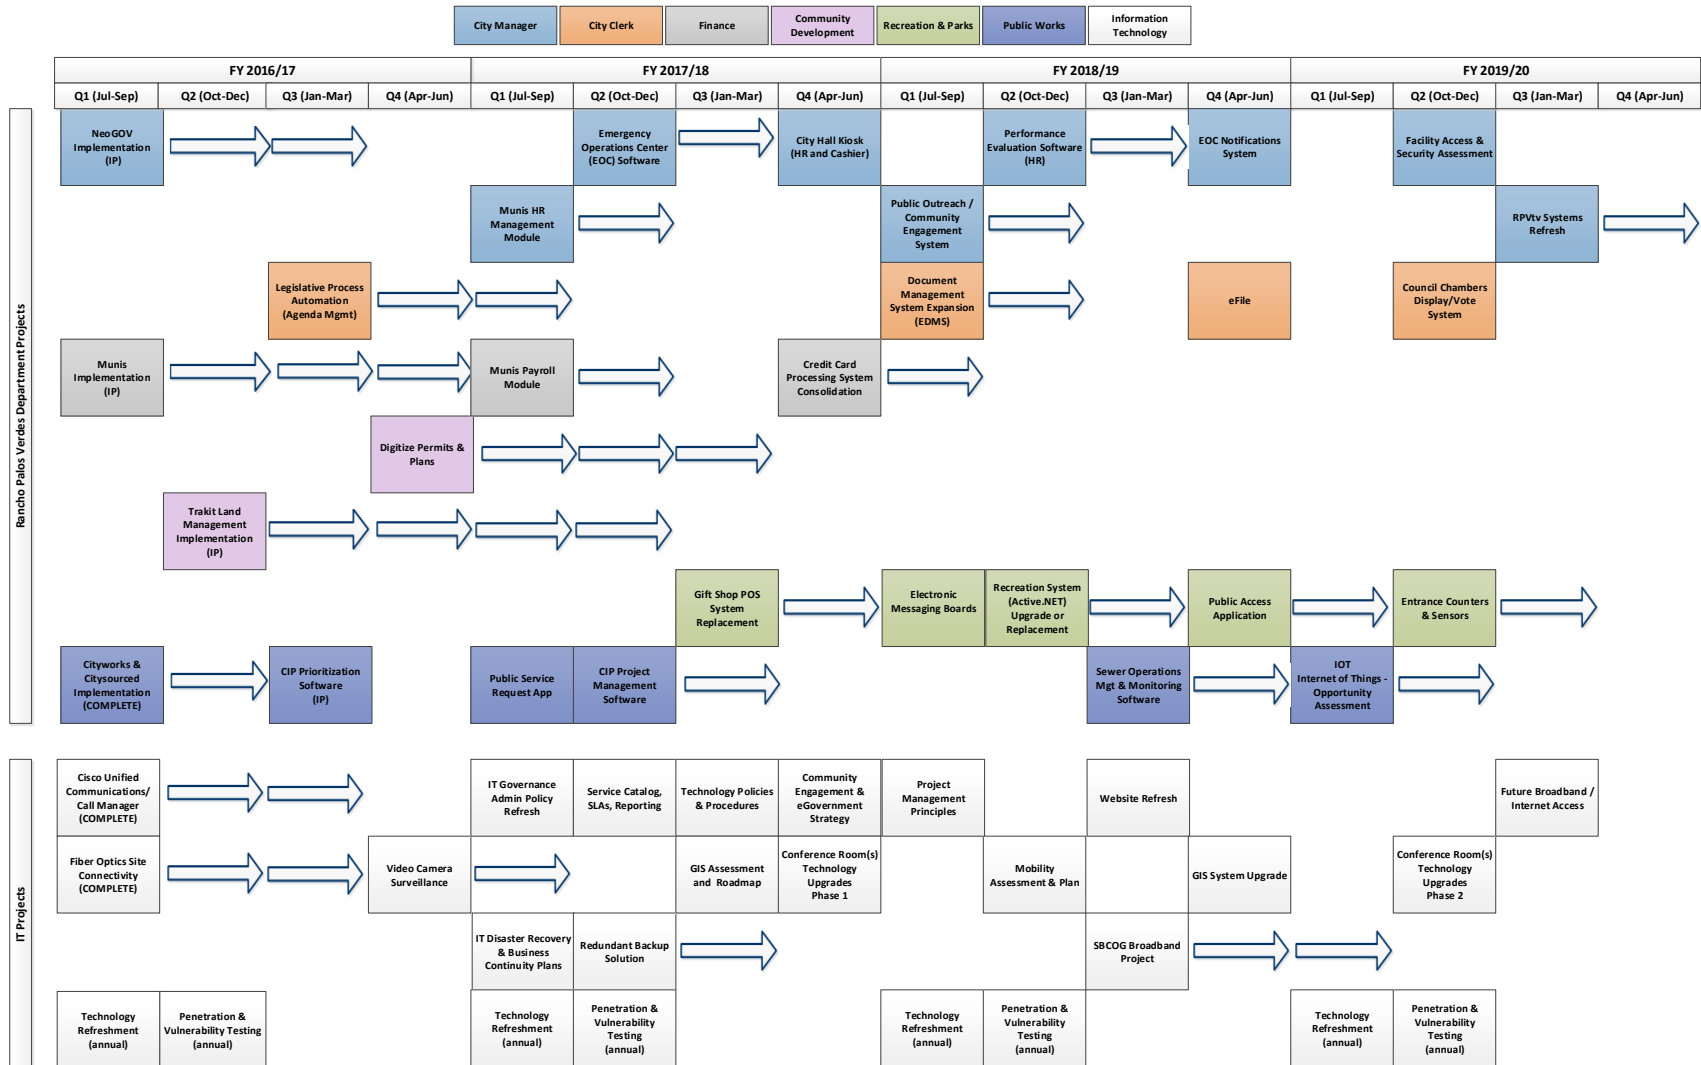 City Manager
City Clerk
Finance
Community
Development
Recreation & Parks
Public Works
Information
Technology
FY 2016/17
FY 2017/18
FY 2018/19
FY 2019/20
Q1 (Jul-Sep)
Q2 (Oct-Dec)
Q3 (Jan-Mar)
Q4 (Apr-Jun)
Q1 (Jul-Sep)
Q2 (Oct-Dec)
Q3 (Jan-Mar)
Q4 (Apr-Jun)
Q1 (Jul-Sep)
Q2 (Oct-Dec)
Q3 (Jan-Mar)
Q4 (Apr-Jun)
Q1 (Jul-Sep)
Q2 (Oct-Dec)
Q3 (Jan-Mar)
Q4 (Apr-Jun)
Rancho Palos Verdes Department Projects
NeoGOV
Implementation
(IP)
Emergency
Operations Center
(EOC) Software
City Hall Kiosk
(HR and Cashier)
Performance
Evaluation Software
(HR)
EOC Notifications
System
Facility Access &
Security Assessment
Munis HR
Management
Module
Public Outreach /
Community
Engagement
System
RPVtv Systems
Refresh
Legislative Process
Automation
(Agenda Mgmt)
Document
Management
System Expansion
(EDMS)
eFile
Council Chambers
Display/Vote
System
Munis
Implementation
(IP)
Munis Payroll
Module
Credit Card
Processing System
Consolidation
Digitize Permits &
Plans
Trakit Land
Management
Implementation
(IP)
Gift Shop POS
System
Replacement
Electronic
Messaging Boards
Recreation System
(Active.NET)
Upgrade or
Replacement
Public Access
Application
Entrance Counters
& Sensors
Cityworks &
Citysourced
Implementation
(COMPLETE)
CIP Prioritization
Software
(IP)
Public Service
Request App
CIP Project
Management
Software
Sewer Operations
Mgt & Monitoring
Software
IOT
Internet of Things -
Opportunity
Assessment
IT Projects
Cisco Unified
Communications/
Call Manager
(COMPLETE)
IT Governance
Admin Policy
Refresh
Service Catalog,
SLAs, Reporting
Technology Policies
& Procedures
Community
Engagement &
eGovernment
Strategy
Project
Management
Principles
Website Refresh
Future Broadband /
Internet Access
Fiber Optics Site
Connectivity
(COMPLETE)
Video Camera
Surveillance
GIS Assessment
and Roadmap
Conference Room(s)
Technology
Upgrades
Phase 1
Mobility
Assessment & Plan
GIS System Upgrade
Conference Room(s)
Technology
Upgrades
Phase 2
IT Disaster Recovery
& Business
Continuity Plans
Redundant Backup
Solution
SBCOG Broadband
Project
Technology
Refreshment
(annual)
Penetration &
Vulnerability Testing
(annual)
Technology
Refreshment
(annual)
Penetration &
Vulnerability
Testing
(annual)
Technology
Refreshment
(annual)
Penetration &
Vulnerability
Testing
(annual)
Technology
Refreshment
(annual)
Penetration &
Vulnerability
Testing
(annual)